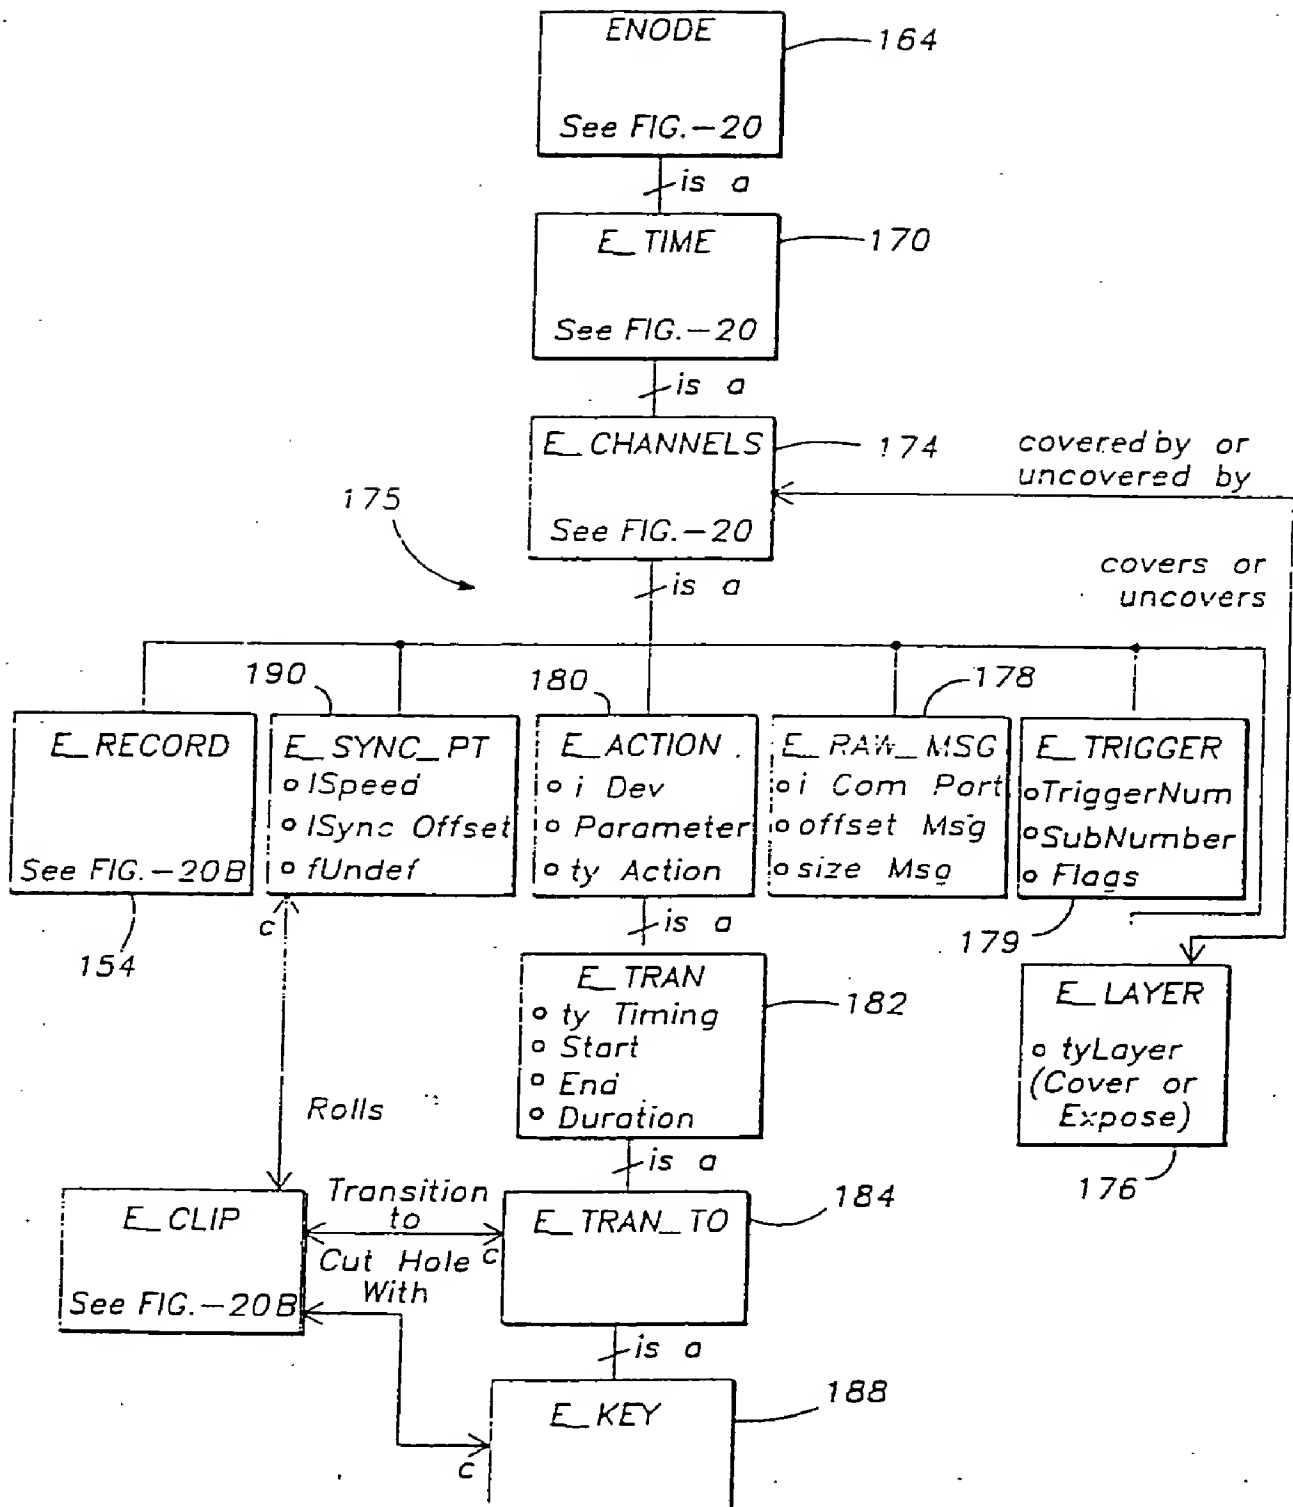 ENODE
164
See FIG.-20
is a
E_TIME
170
See FIG.-20
is a
E_CHANNELS
174
covered by or
uncovered by
175
See FIG.-20
covers or
uncovers
is a
190
180
178
E_RECORD
See FIG.-20B
154
E_SYNC_PT
o lSpeed
o lSync Offset
o fUndef
c
E_ACTION
o i Dev
o Parameter
o ty Action
is a
E_RAW_MSG
o i Com Port
o offset Msg
o size Msg
E_TRIGGER
o TriggerNum
o SubNumber
o Flags
179
E_TRAN
182
o ty Timing
o Start
o End
o Duration
is a
E_LAYER
o tyLayer
(Cover or
Expose)
176
Rolls
E_CLIP
See FIG.-20B
Transition
to
c
Cut Hole
With
E_TRAN_TO
184
is a
E_KEY
188
c